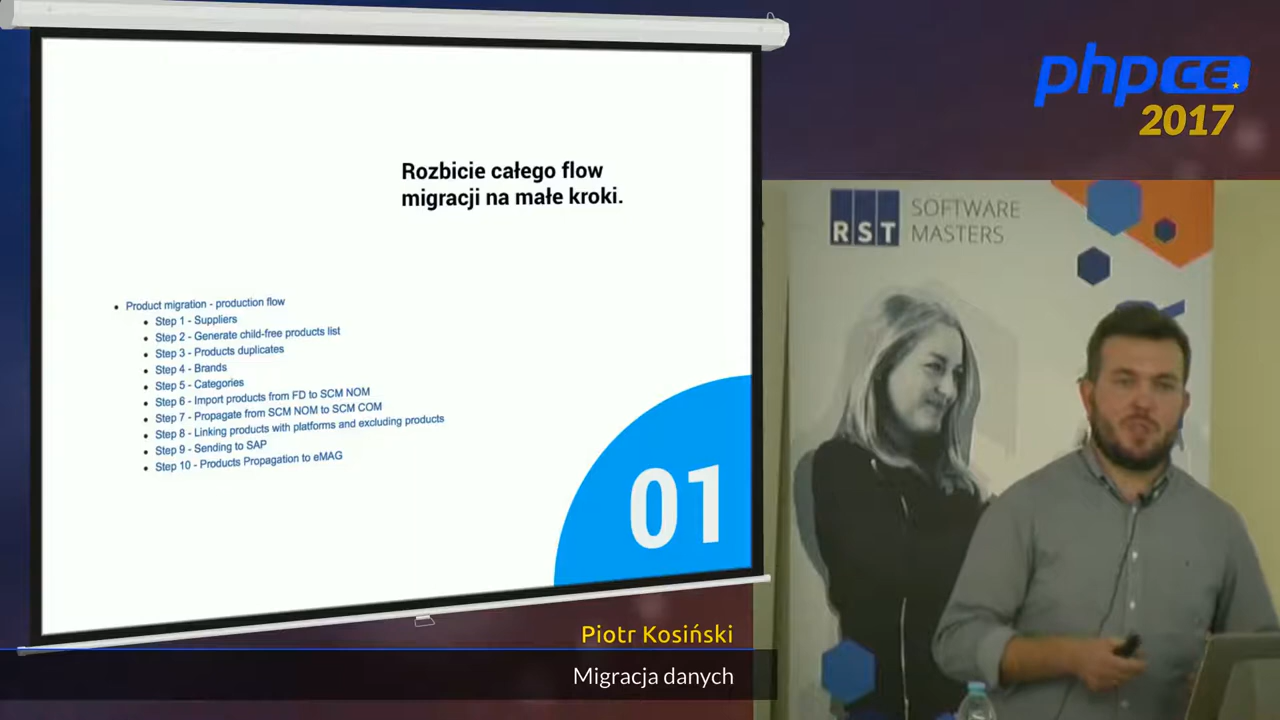 phpCE
2017
Rozbicie całego flow
migracji na małe kroki.
Product migration - production flow
Step 1 - Suppliers
Step 2 - Generate child-free products list
Step 3 - Products duplicates
Step 4 - Brands
Step 5 - Categories
Step 6 - Import products from FD to SCM NOM
Step 7 - Propagate from SCM NOM to SCM COM
Step 8 - Linking products with platforms and excluding products
Step 9 - Sending to SAP
Step 10 - Products Propagation to eMAG
01
RST
SOFTWARE
MASTERS
Piotr Kosiński
Migracja danych